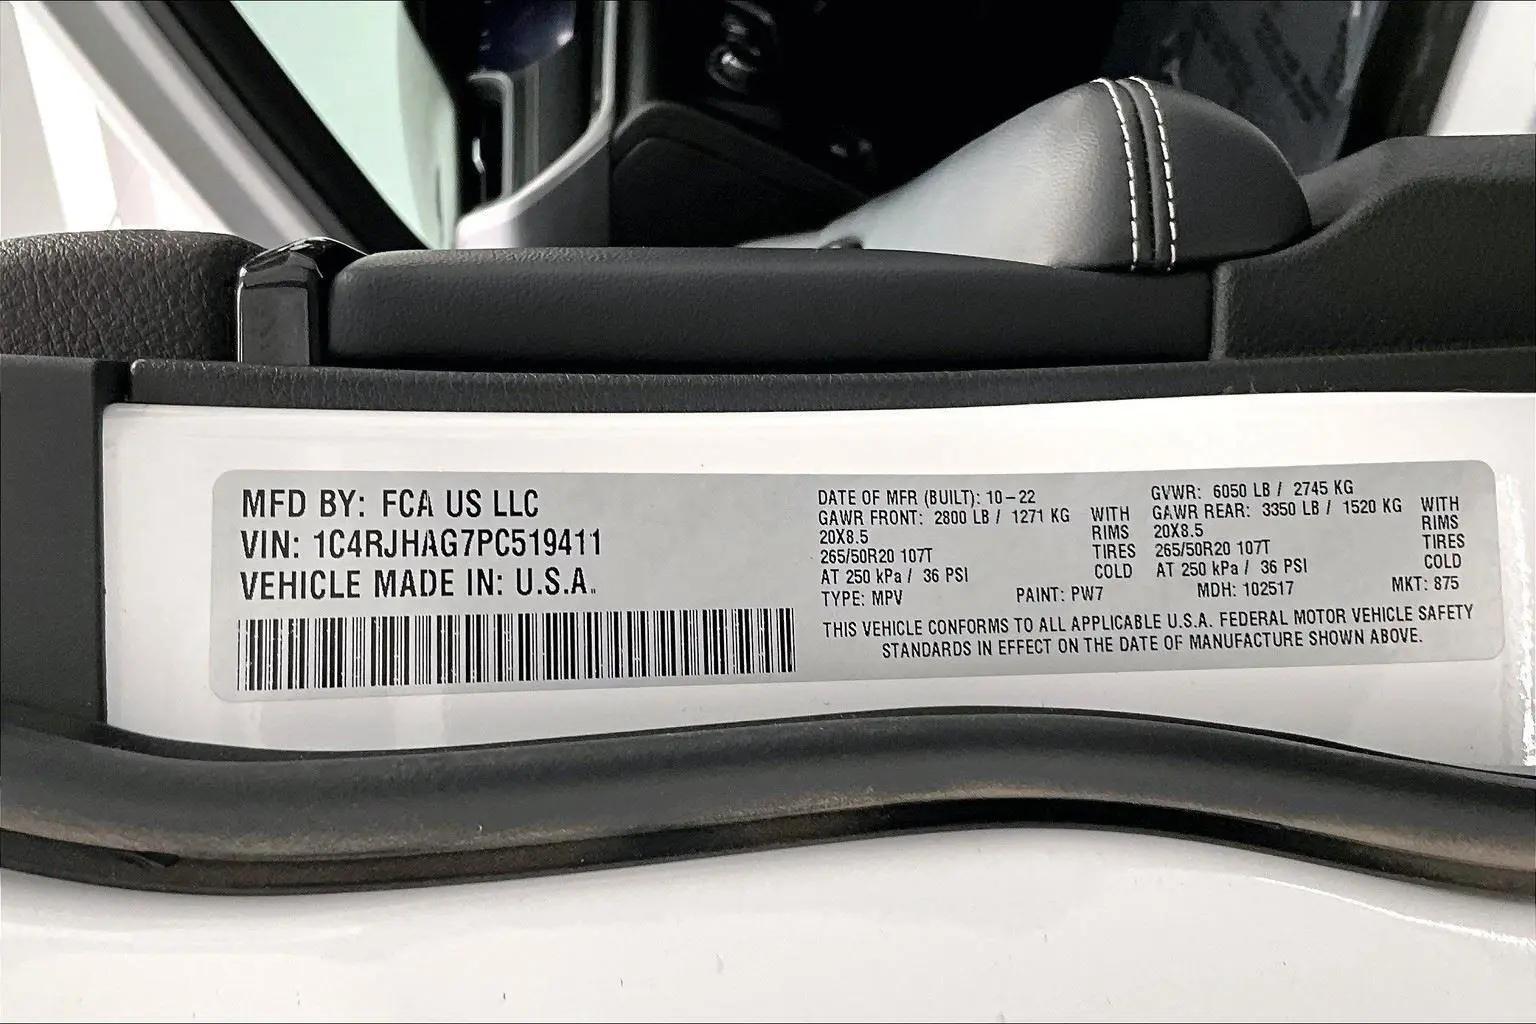 MFD BY: FCA US LLC
VIN: 1C4RJHAG7PC519411
VEHICLE MADE IN: U.S.A.
DATE OF MFR (BUILT): 10-22
GVWR: 6050 LB / 2745 KG
GAWR FRONT: 2800 LB / 1271 KG WITH
20X8.5 RIMS
265/50R20 107T TIRES
AT 250 kPa / 36 PSI COLD
GAWR REAR: 3350 LB / 1520 KG WITH
20X8.5 RIMS
265/50R20 107T TIRES
AT 250 kPa / 36 PSI COLD
TYPE: MPV PAINT: PW7 MDH: 102517 MKT: 875
THIS VEHICLE CONFORMS TO ALL APPLICABLE U.S.A. FEDERAL MOTOR VEHICLE SAFETY
STANDARDS IN EFFECT ON THE DATE OF MANUFACTURE SHOWN ABOVE.